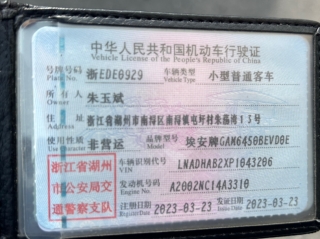 中华人民共和国机动车行驶证
Vehicle License of the People's Republic of China
号牌号码 浙EDE0929 车辆类型 小型普通客车
Plate No. Vehicle Type
所有人 朱玉斌
Owner
住址 浙江省湖州市南浔区南浔镇屯圩村朱介湾15号
Address
使用性质 非营运 品牌型号 埃安牌GAM6450BEVD0E
Use Character Model
浙江省湖州市公安局交通警察支队
车辆识别代号 LNADHAB2XP1043206
VIN
发动机号码 A2002NC14A3310
Engine No.
注册日期 2023-03-23 发证日期 2023-03-23
Register Date Issue Date